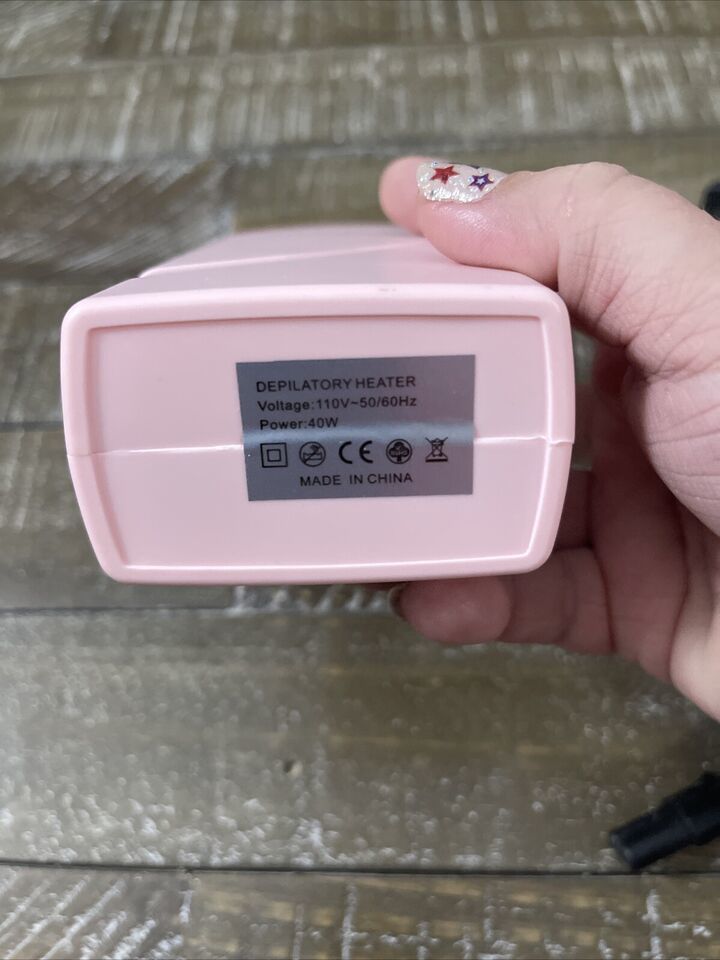 DEPILATORY HEATER
Voltage:110V~50/60Hz
Power:40W
CE
MADE IN CHINA